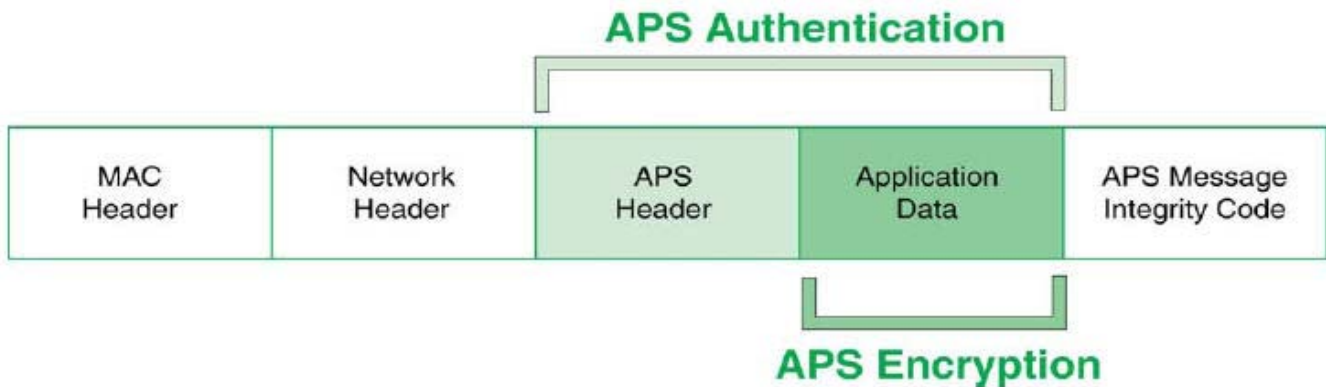 APS Authentication
MAC
Header
Network
Header
APS
Header
Application
Data
APS Message
Integrity Code
APS Encryption